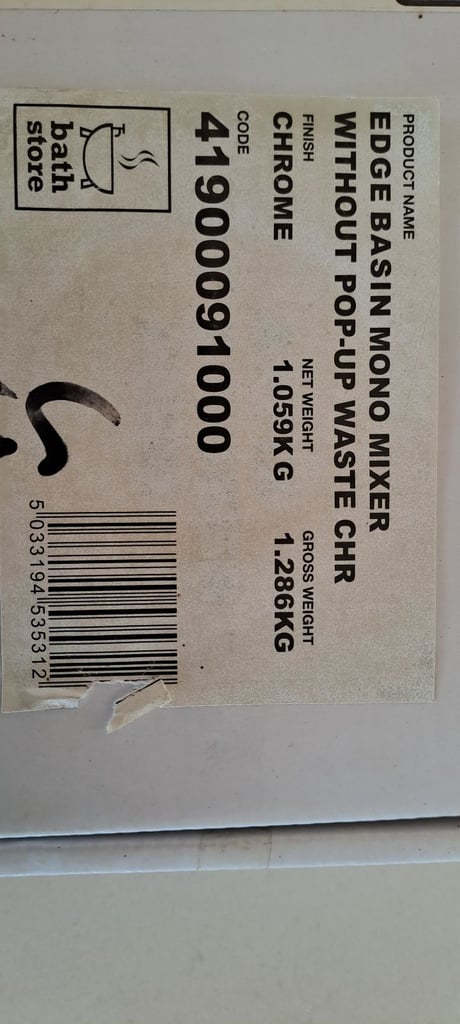 PRODUCT NAME
EDGE BASIN MONO MIXER
WITHOUT POP-UP WASTE CHR
FINISH NET WEIGHT GROSS WEIGHT
CHROME 1.059KG 1.286KG
CODE
41900091000
bath
store
5 033194 535312